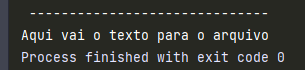 ------------------------------
Aqui vai o texto para o arquivo
Process finished with exit code 0